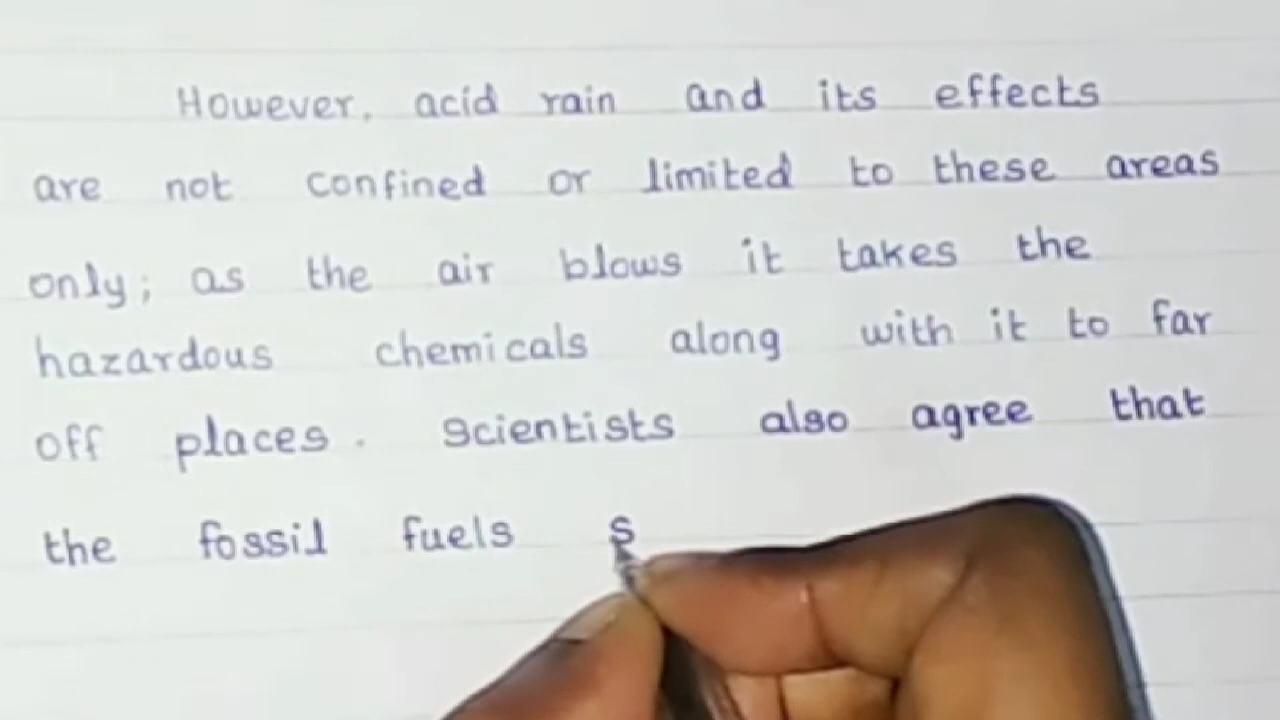 However, acid rain and its effects
are not confined or limited to these areas
only; as the air blows it takes the
hazardous chemicals along with it to far
off places. Scientists also agree that
the fossil fuels s